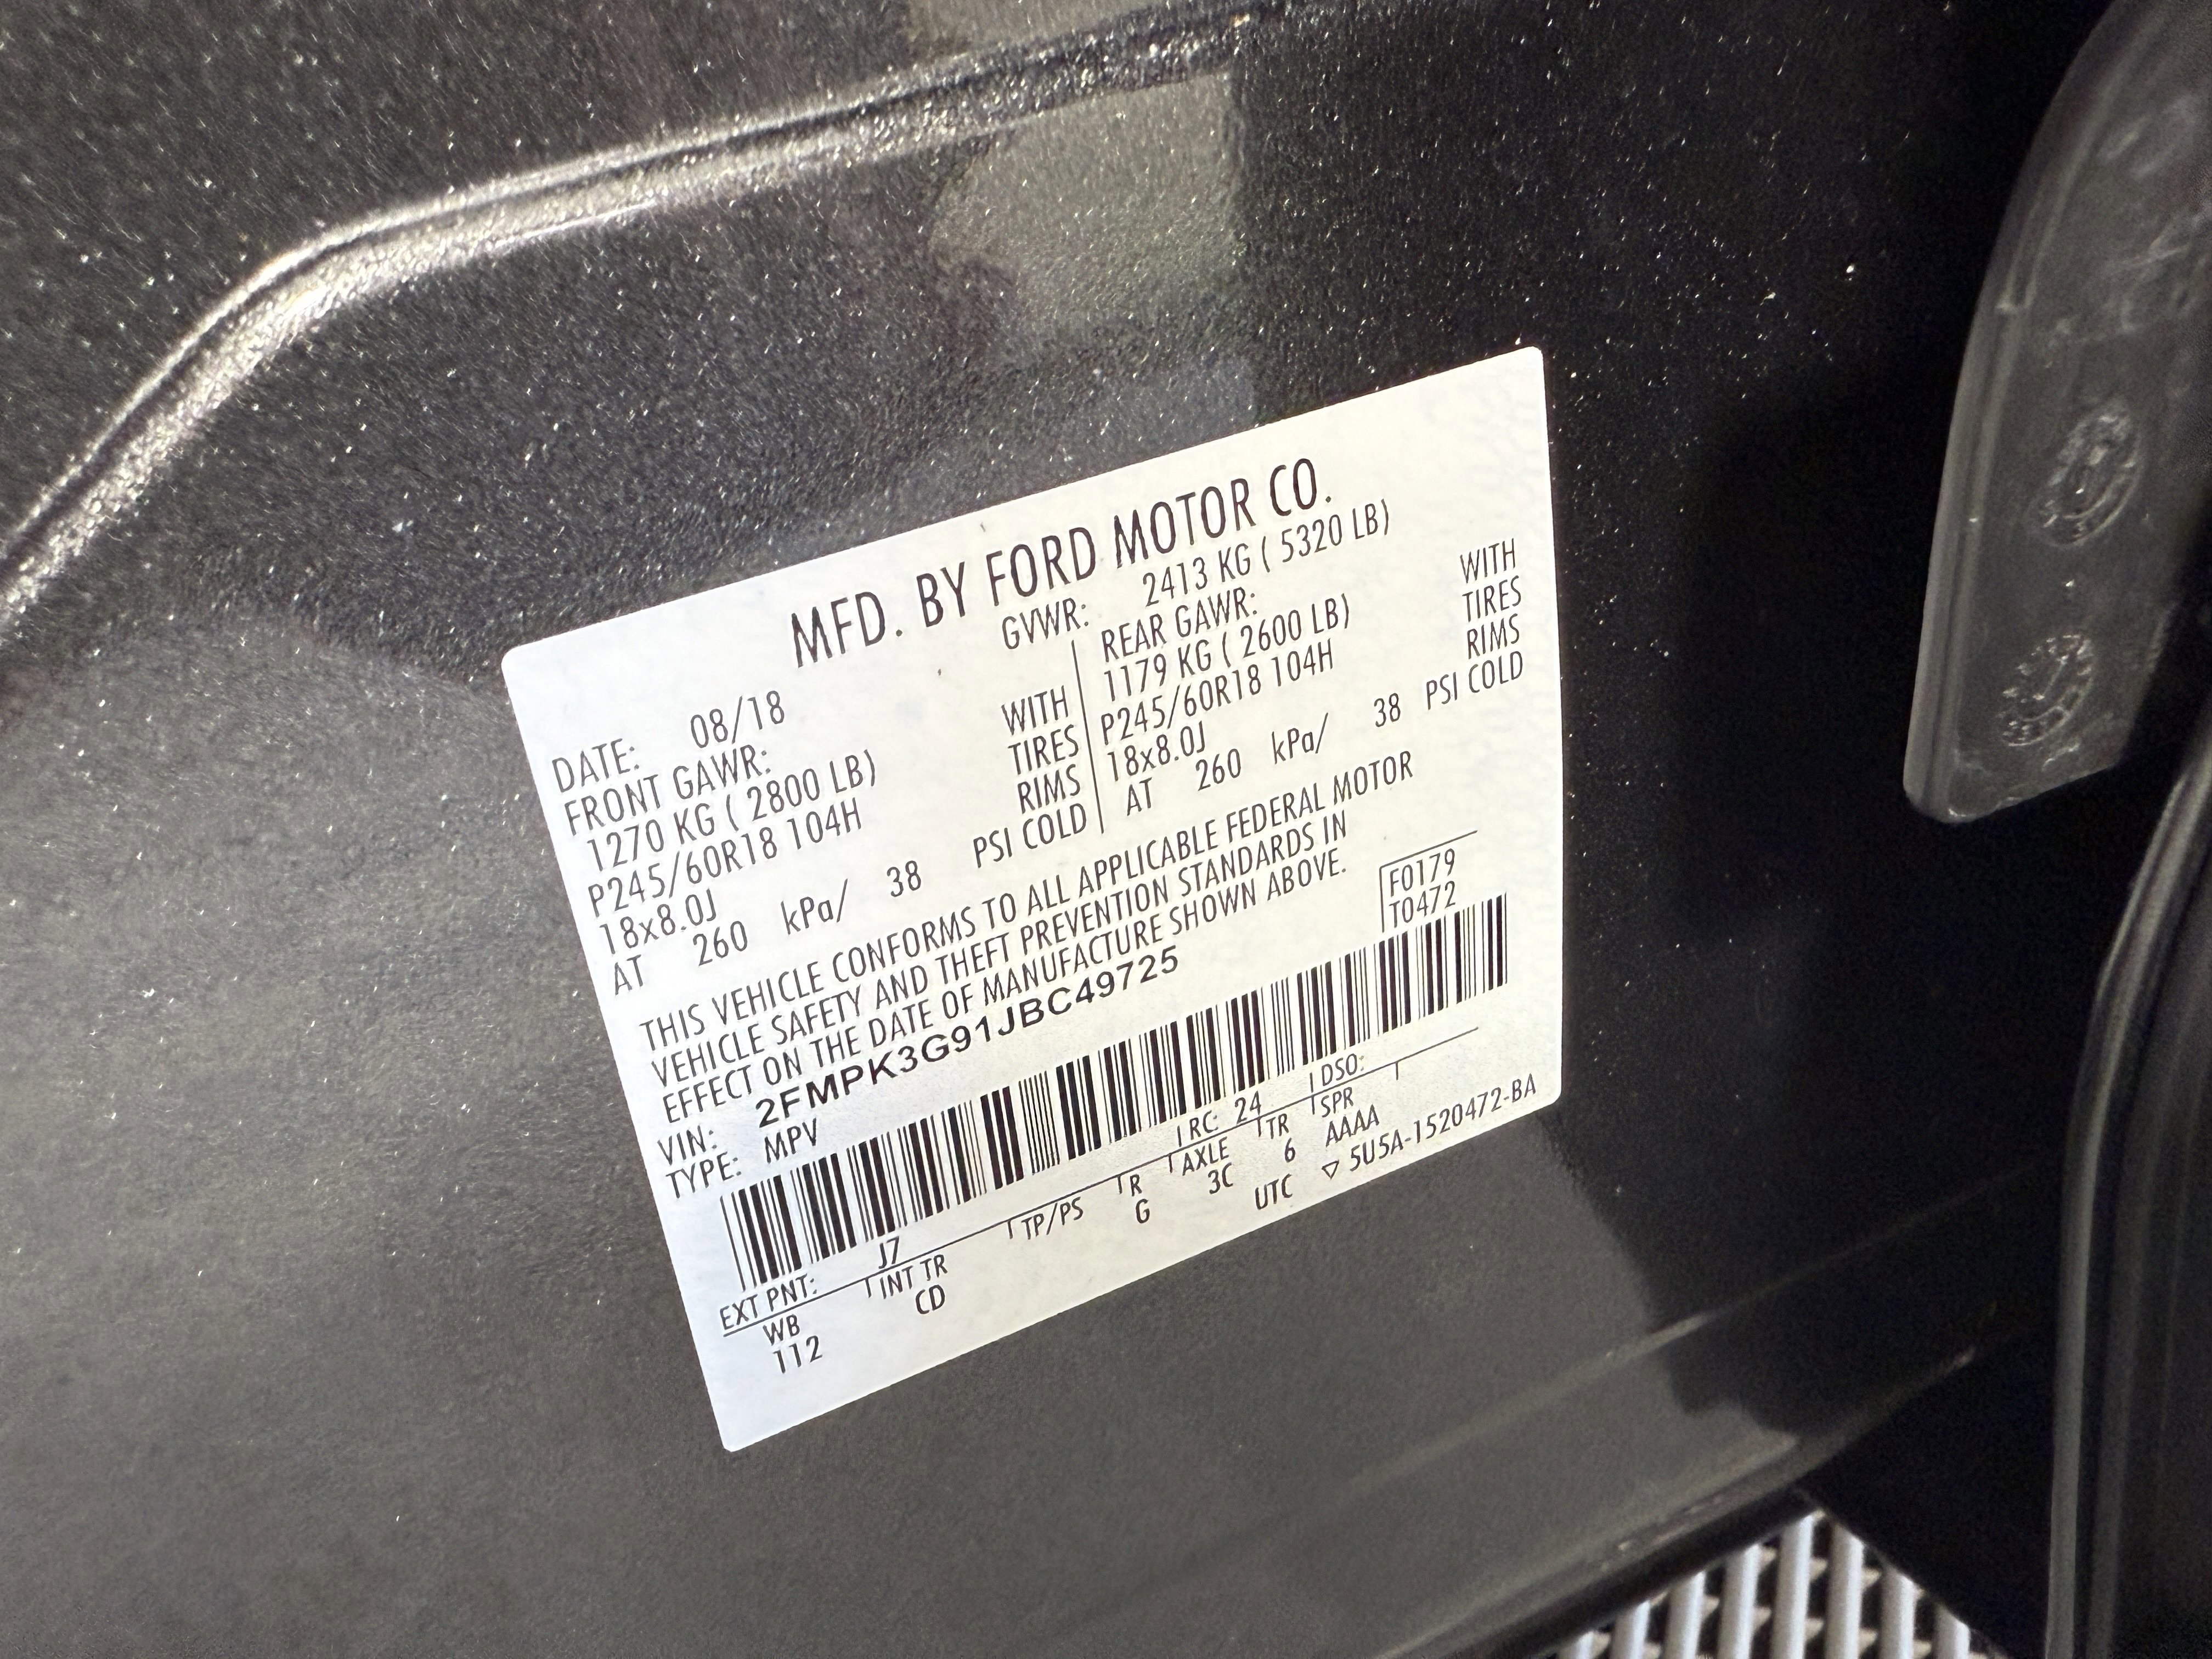 MFD. BY FORD MOTOR CO.
GVWR: 2413 KG ( 5320 LB)
DATE: 08/18
FRONT GAWR:
1270 KG ( 2800 LB) WITH
P245/60R18 104H TIRES
18x8.0J RIMS
AT 260 kPa/ 38 PSI COLD
REAR GAWR:
1179 KG ( 2600 LB) WITH
P245/60R18 104H TIRES
18x8.0J RIMS
AT 260 kPa/ 38 PSI COLD
THIS VEHICLE CONFORMS TO ALL APPLICABLE FEDERAL MOTOR
VEHICLE SAFETY AND THEFT PREVENTION STANDARDS IN
EFFECT ON THE DATE OF MANUFACTURE SHOWN ABOVE.
F0179
T0472
VIN: 2FMPK3G91JBC49725
TYPE: MPV
EXT PNT: J7 RC: 24 DSO:
WB INT TR TP/PS R AXLE TR SPR
112 CD G 3C 6 AAAA
UTC ▽ 5U5A-1520472-BA